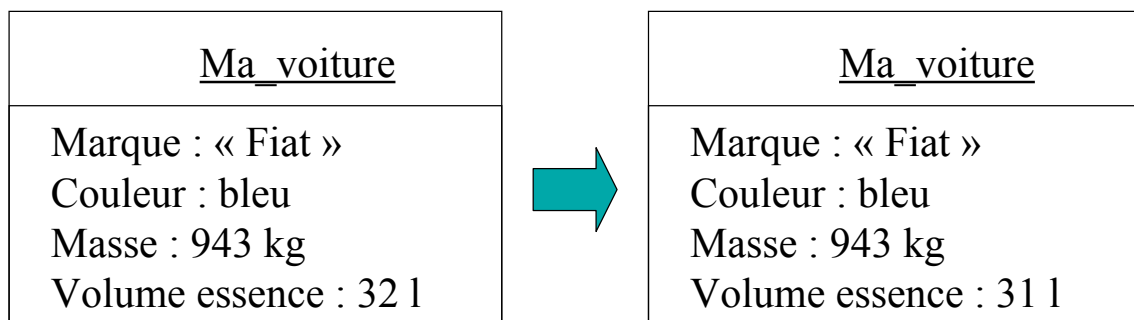 Ma_voiture
Marque : « Fiat »
Couleur : bleu
Masse : 943 kg
Volume essence : 32 l
Ma_voiture
Marque : « Fiat »
Couleur : bleu
Masse : 943 kg
Volume essence : 31 l